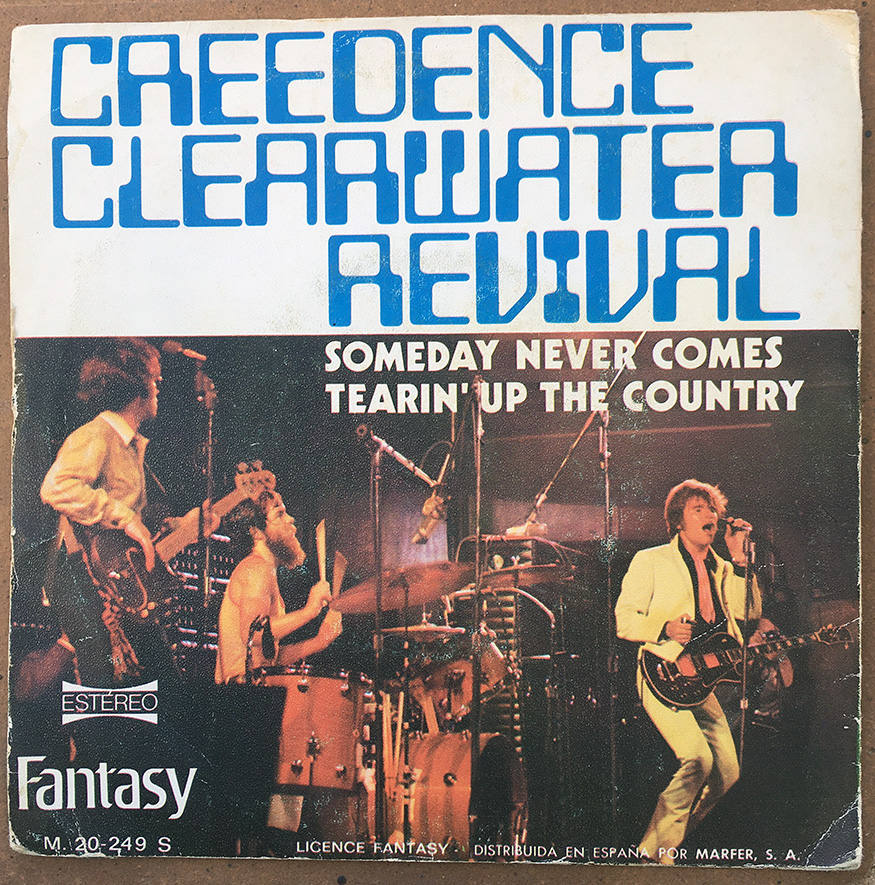 CREEDENCE
CLEARWATER
REVIVAL
SOMEDAY NEVER COMES
TEARIN' UP THE COUNTRY
ESTÉREO
Fantasy
M. 20-249 S
LICENCE FANTASY - DISTRIBUIDA EN ESPAÑA POR MARFER, S. A.